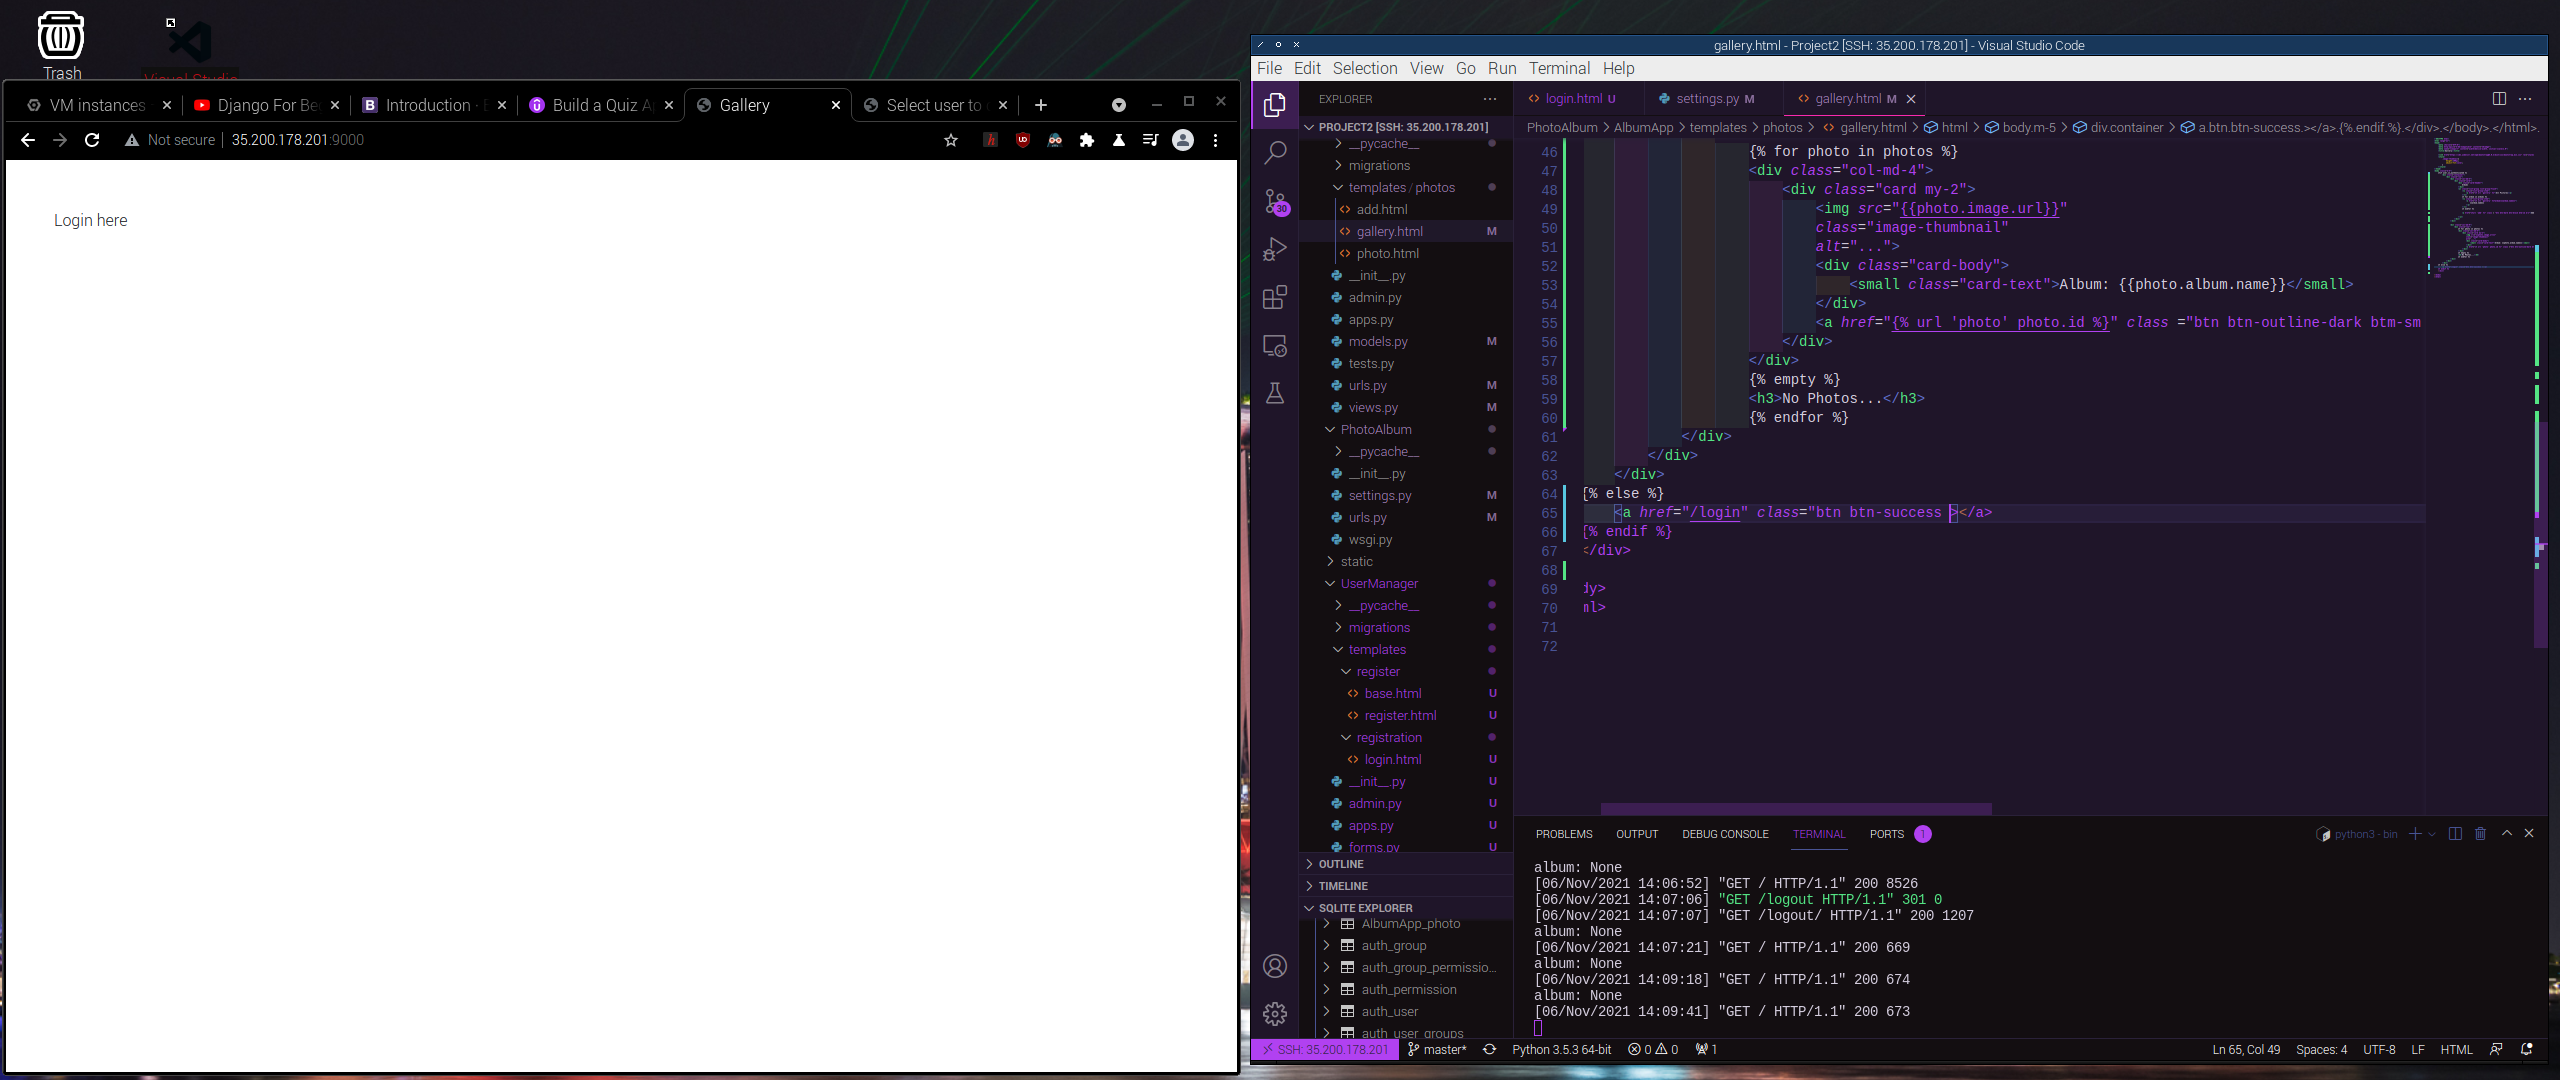 Trash
Visual Studio
VM instances
Django For Be
Introduction ·
Build a Quiz A
Gallery
Select user to
Not secure
35.200.178.201:9000
Login here
gallery.html - Project2 [SSH: 35.200.178.201] - Visual Studio Code
File Edit Selection View Go Run Terminal Help
EXPLORER
PROJECT2 [SSH: 35.200.178.201]
__pycache__
migrations
templates / photos
add.html
gallery.html M
photo.html
__init__.py
admin.py
apps.py
models.py M
tests.py
urls.py M
views.py M
PhotoAlbum
__pycache__
__init__.py
settings.py M
urls.py M
wsgi.py
static
UserManager
__pycache__
migrations
templates
register
base.html U
register.html U
registration
login.html U
__init__.py U
admin.py U
apps.py U
forms.py U
OUTLINE
TIMELINE
SQLITE EXPLORER
AlbumApp_photo
auth_group
auth_group_permissio...
auth_permission
auth_user
auth_user_groups
30
login.html U
settings.py M
gallery.html M
PhotoAlbum > AlbumApp > templates > photos > gallery.html > html > body.m-5 > div.container > a.btn.btn-success.></a>.{%.endif.%}.</div>.</body>.</html>.
46 {% for photo in photos %}
47 <div class="col-md-4">
48 <div class="card my-2">
49 <img src="{{photo.image.url}}"
50 class="image-thumbnail"
51 alt="...">
52 <div class="card-body">
53 <small class="card-text">Album: {{photo.album.name}}</small>
54 </div>
55 <a href="{% url 'photo' photo.id %}" class ="btn btn-outline-dark btm-sm
56 </div>
57 </div>
58 {% empty %}
59 <h3>No Photos...</h3>
60 {% endfor %}
61 </div>
62 </div>
63 </div>
64 {% else %}
65 <a href="/login" class="btn btn-success ></a>
66 {% endif %}
67 </div>
68
69 dy>
70 ml>
71
72
PROBLEMS OUTPUT DEBUG CONSOLE TERMINAL PORTS 1
python3 - bin
album: None
[06/Nov/2021 14:06:52] "GET / HTTP/1.1" 200 8526
[06/Nov/2021 14:07:06] "GET /logout HTTP/1.1" 301 0
[06/Nov/2021 14:07:07] "GET /logout/ HTTP/1.1" 200 1207
album: None
[06/Nov/2021 14:07:21] "GET / HTTP/1.1" 200 669
album: None
[06/Nov/2021 14:09:18] "GET / HTTP/1.1" 200 674
album: None
[06/Nov/2021 14:09:41] "GET / HTTP/1.1" 200 673
SSH: 35.200.178.201 master* Python 3.5.3 64-bit 0 0 1 Ln 65, Col 49 Spaces: 4 UTF-8 LF HTML